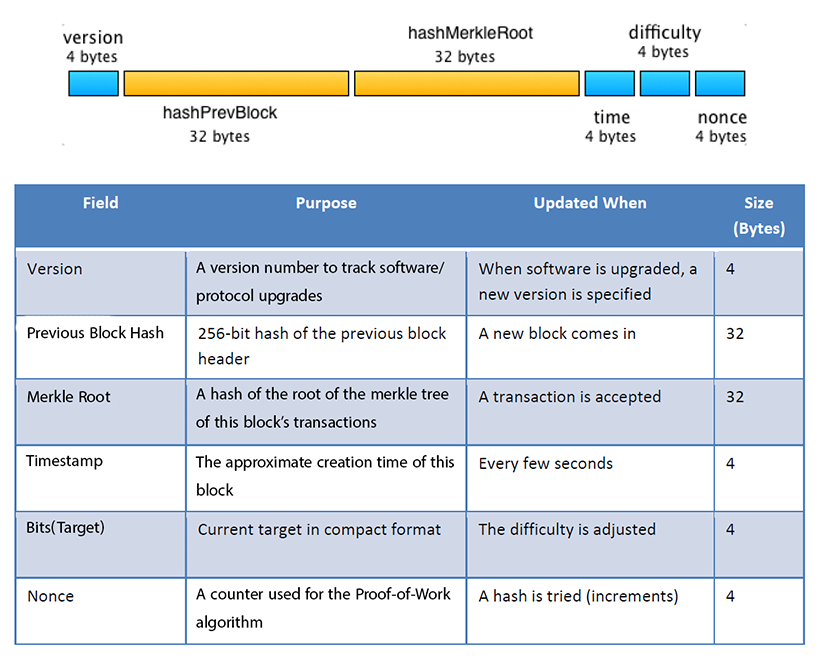 version
4 bytes
hashPrevBlock
32 bytes
hashMerkleRoot
32 bytes
time
4 bytes
difficulty
4 bytes
nonce
4 bytes
Field Purpose Updated When Size
(Bytes)
Version A version number to track software/
protocol upgrades When software is upgraded, a
new version is specified 4
Previous Block Hash 256-bit hash of the previous block
header A new block comes in 32
Merkle Root A hash of the root of the merkle tree
of this block's transactions A transaction is accepted 32
Timestamp The approximate creation time of this
block Every few seconds 4
Bits(Target) Current target in compact format The difficulty is adjusted 4
Nonce A counter used for the Proof-of-Work
algorithm A hash is tried (increments) 4